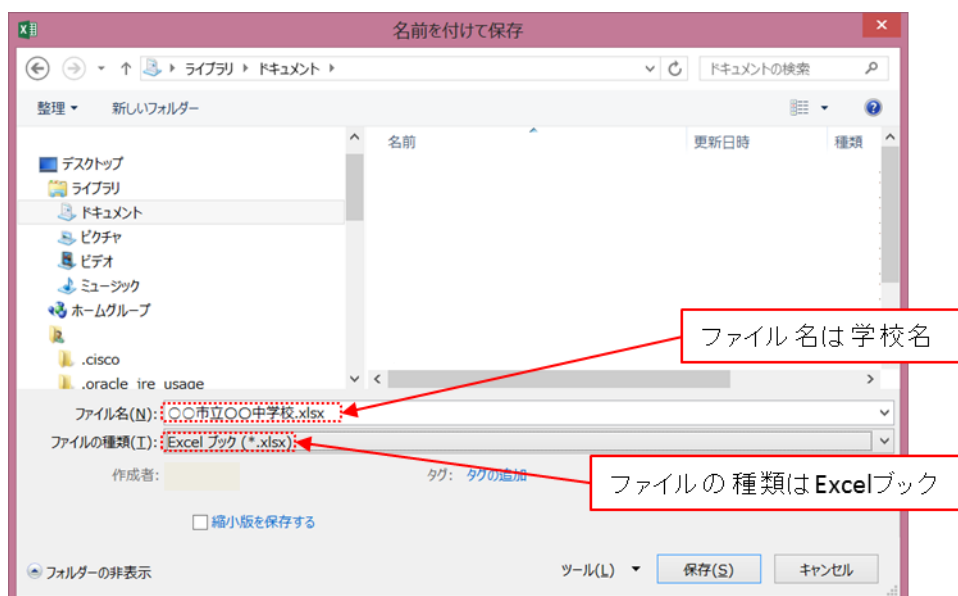 名前を付けて保存
ライブラリ ドキュメント
ドキュメントの検索
整理 新しいフォルダー
名前 更新日時 種類
デスクトップ
ライブラリ
ドキュメント
ピクチャ
ビデオ
ミュージック
ホームグループ
.cisco
.oracle_jre_usage
ファイル名は学校名
ファイル名(N): 〇〇市立〇〇中学校.xlsx
ファイルの種類(T): Excel ブック (*.xlsx)
ファイルの種類はExcelブック
作成者: タグ: タグの追加
縮小版を保存する
フォルダーの非表示 ツール(L) 保存(S) キャンセル